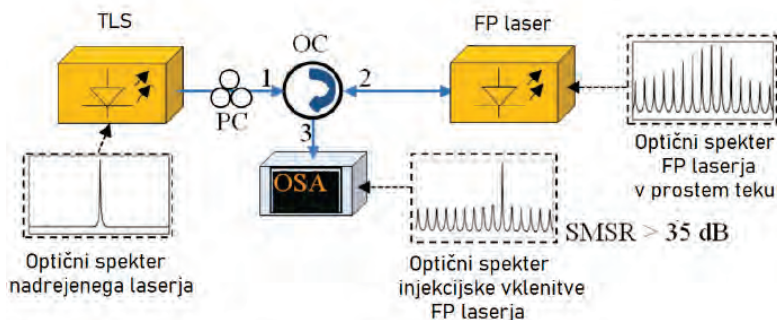 TLS
OC
FP laser
1
2
PC
3
OSA
Optični spekter
FP laserja
v prostem teku
SMSR > 35 dB
Optični spekter
nadrejenega laserja
Optični spekter
injekcijske vklenitve
FP laserja